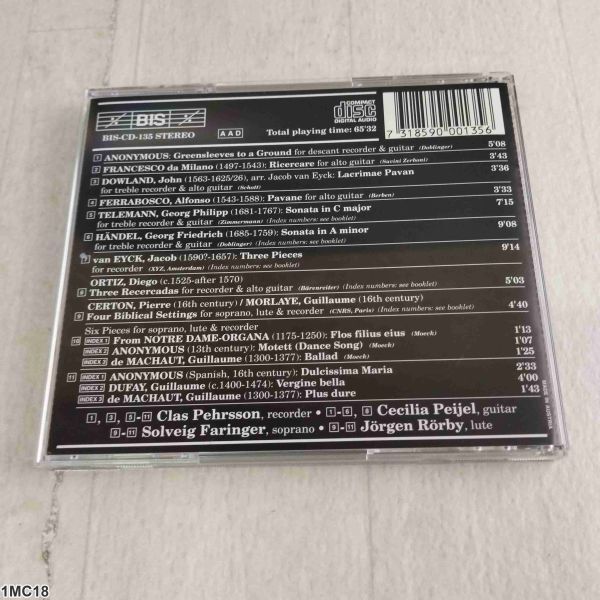 BIS
BIS-CD-135 STEREO
AAD
COMPACT
disc
DIGITAL AUDIO
Total playing time: 65'32
7 318590 001356
1 ANONYMOUS: Greensleeves to a Ground for descant recorder & guitar (Doblinger) 5'08
2 FRANCESCO da Milano (1497-1543): Ricercare for alto guitar (Suvini Zerboni) 3'43
3 DOWLAND, John (1563-1625/26), arr. Jacob van Eyck: Lacrimae Pavan 3'36
for treble recorder & alto guitar (Schott)
4 FERRABOSCO, Alfonso (1543-1588): Pavane for alto guitar (Berben) 3'33
5 TELEMANN, Georg Philipp (1681-1767): Sonata in C major 7'15
for treble recorder & guitar (Zimmermann) (Index numbers: see booklet)
6 HÄNDEL, Georg Friedrich (1685-1759): Sonata in A minor 9'08
for treble recorder & guitar (Doblinger) (Index numbers: see booklet)
van EYCK, Jacob (1590?-1657): Three Pieces 9'14
for recorder (XYZ, Amsterdam) (Index numbers: see booklet)
ORTIZ, Diego (c.1525-after 1570)
8 Three Recercadas for recorder & alto guitar (Bärenreiter) (Index numbers: see booklet) 5'03
CERTON, Pierre (16th century) / MORLAYE, Guillaume (16th century)
9 Four Biblical Settings for soprano, lute & recorder (CNRS, Paris) (Index numbers: see booklet) 4'40
Six Pieces for soprano, lute & recorder
10 INDEX 1 From NOTRE DAME-ORGANA (1175-1250): Flos filius eius (Moeck) 1'13
INDEX 2 ANONYMOUS (13th century): Motett (Dance Song) (Moeck) 1'07
INDEX 3 de MACHAUT, Guillaume (1300-1377): Ballad (Moeck) 1'25
11 INDEX 1 ANONYMOUS (Spanish, 16th century): Dulcissima Maria 2'33
INDEX 2 DUFAY, Guillaume (c.1400-1474): Vergine bella 4'00
INDEX 3 de MACHAUT, Guillaume (1300-1377): Plus dure 1'43
1, 3, 5-11 Clas Pehrsson, recorder • 1-6, 8 Cecilia Peijel, guitar
9-11 Solveig Faringer, soprano • 9-11 Jörgen Rörby, lute
MADE IN AUSTRIA
1MC18